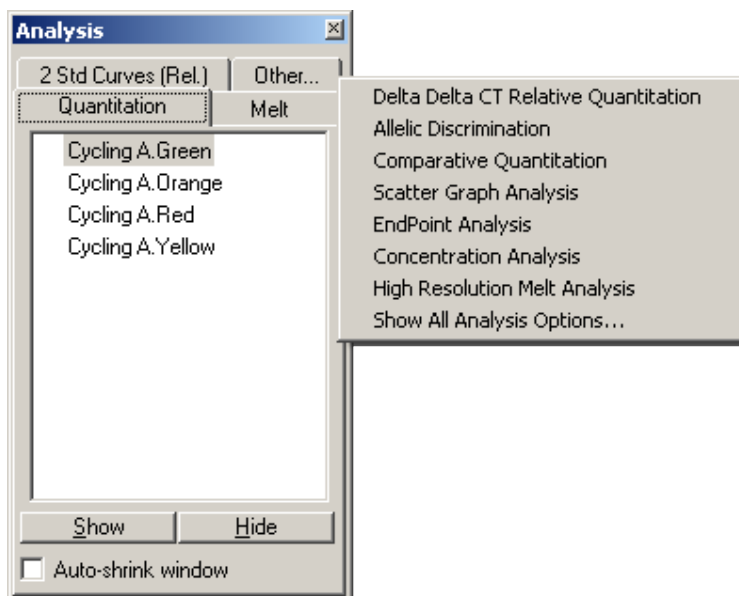 Analysis
2 Std Curves (Rel.) Other...
Quantitation Melt
Cycling A.Green
Cycling A.Orange
Cycling A.Red
Cycling A.Yellow
Show Hide
Auto-shrink window
Delta Delta CT Relative Quantitation
Allelic Discrimination
Comparative Quantitation
Scatter Graph Analysis
EndPoint Analysis
Concentration Analysis
High Resolution Melt Analysis
Show All Analysis Options...